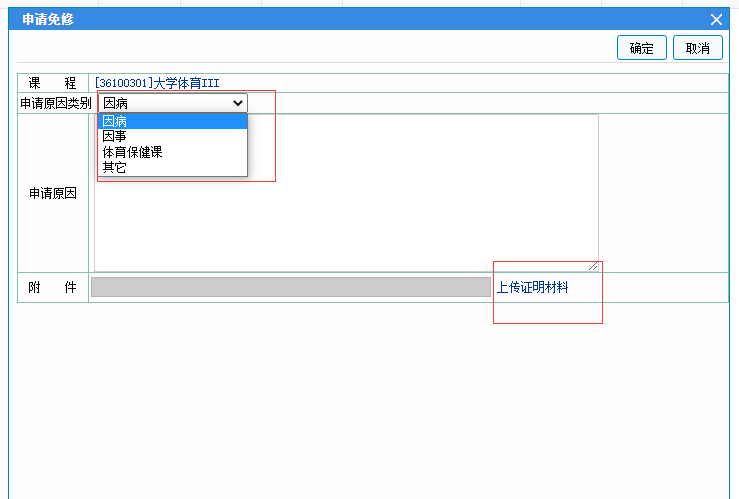 申请免修
确定 取消
课 程 [36100301]大学体育III
申请原因类别 因病
因病
因事
体育保健课
其它
申请原因
附 件 上传证明材料